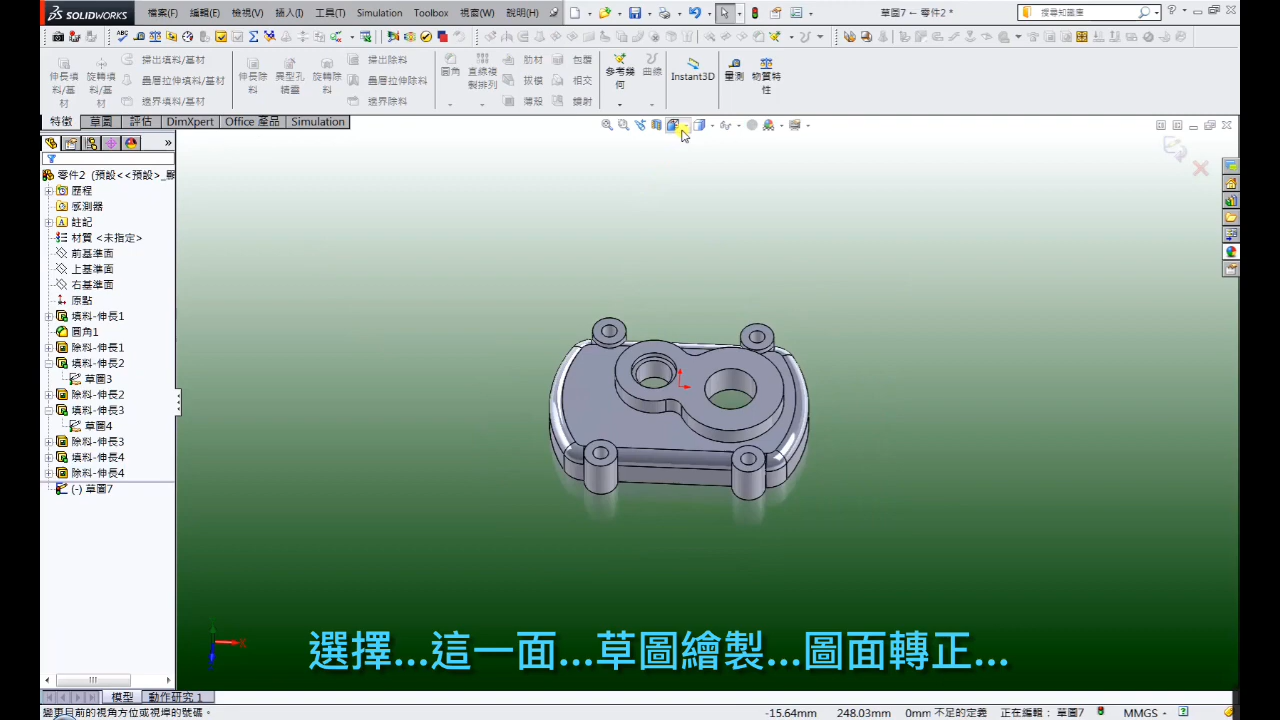 SOLIDWORKS 檔案(F) 編輯(E) 檢視(V) 插入(I) 工具(T) Simulation Toolbox 視窗(W) 說明(H) 草圖7 ← 零件2 * 搜尋知識庫
伸長填料/基材 旋轉填料/基材 掃出填料/基材 疊層拉伸填料/基材 邊界填料/基材 伸長除料 異型孔精靈 旋轉除料 掃出除料 疊層拉伸除料 邊界除料 圓角 直線複製排列 肋材 拔模 薄殼 包覆 相交 鏡射 參考幾何 曲線 Instant3D 量測 物質特性
特徵 草圖 評估 DimXpert Office 產品 Simulation
零件2 (預設<<預設>_顯
歷程
感測器
註記
材質 <未指定>
前基準面
上基準面
右基準面
原點
填料-伸長1
圓角1
除料-伸長1
填料-伸長2
草圖3
除料-伸長2
填料-伸長3
草圖4
除料-伸長3
填料-伸長4
除料-伸長4
(-) 草圖7
X
選擇...這一面...草圖繪製...圖面轉正...
模型 動作研究 1
變更目前的視角方位或視埠的號碼。 -15.64mm 248.03mm 0mm 不足的定義 正在編輯： 草圖7 MMGS